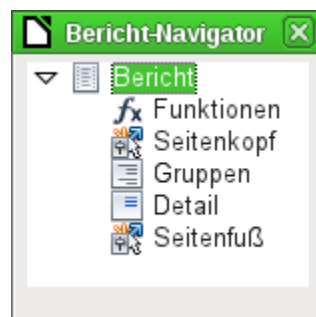 Bericht-Navigator
Bericht
Funktionen
Seitenkopf
Gruppen
Detail
Seitenfuß